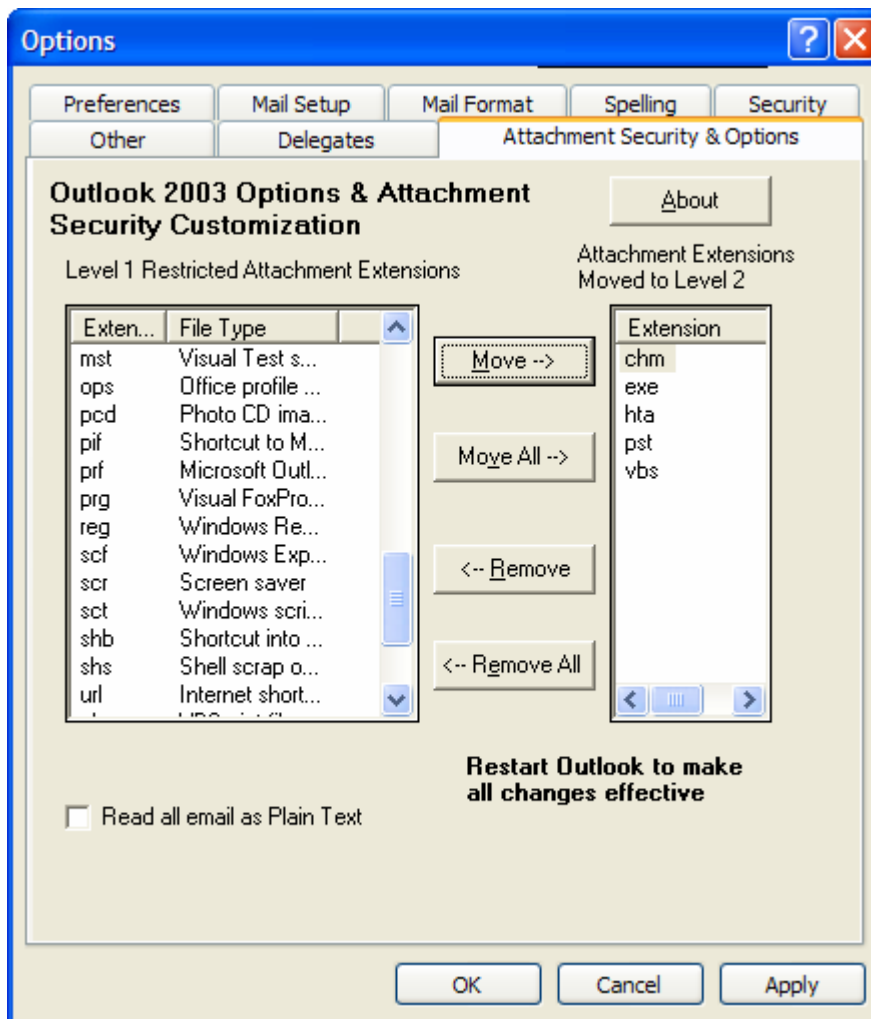 Options
Preferences Mail Setup Mail Format Spelling Security
Other Delegates Attachment Security & Options
Outlook 2003 Options & Attachment
Security Customization
About
Level 1 Restricted Attachment Extensions
Attachment Extensions
Moved to Level 2
Exten... File Type
mst Visual Test s...
ops Office profile ...
pcd Photo CD ima...
pif Shortcut to M...
prf Microsoft Outl...
prg Visual FoxPro...
reg Windows Re...
scf Windows Exp...
scr Screen saver
sct Windows scri...
shb Shortcut into ...
shs Shell scrap o...
url Internet short...
Move -->
Move All -->
<-- Remove
<-- Remove All
Extension
chm
exe
hta
pst
vbs
Restart Outlook to make
all changes effective
Read all email as Plain Text
OK Cancel Apply